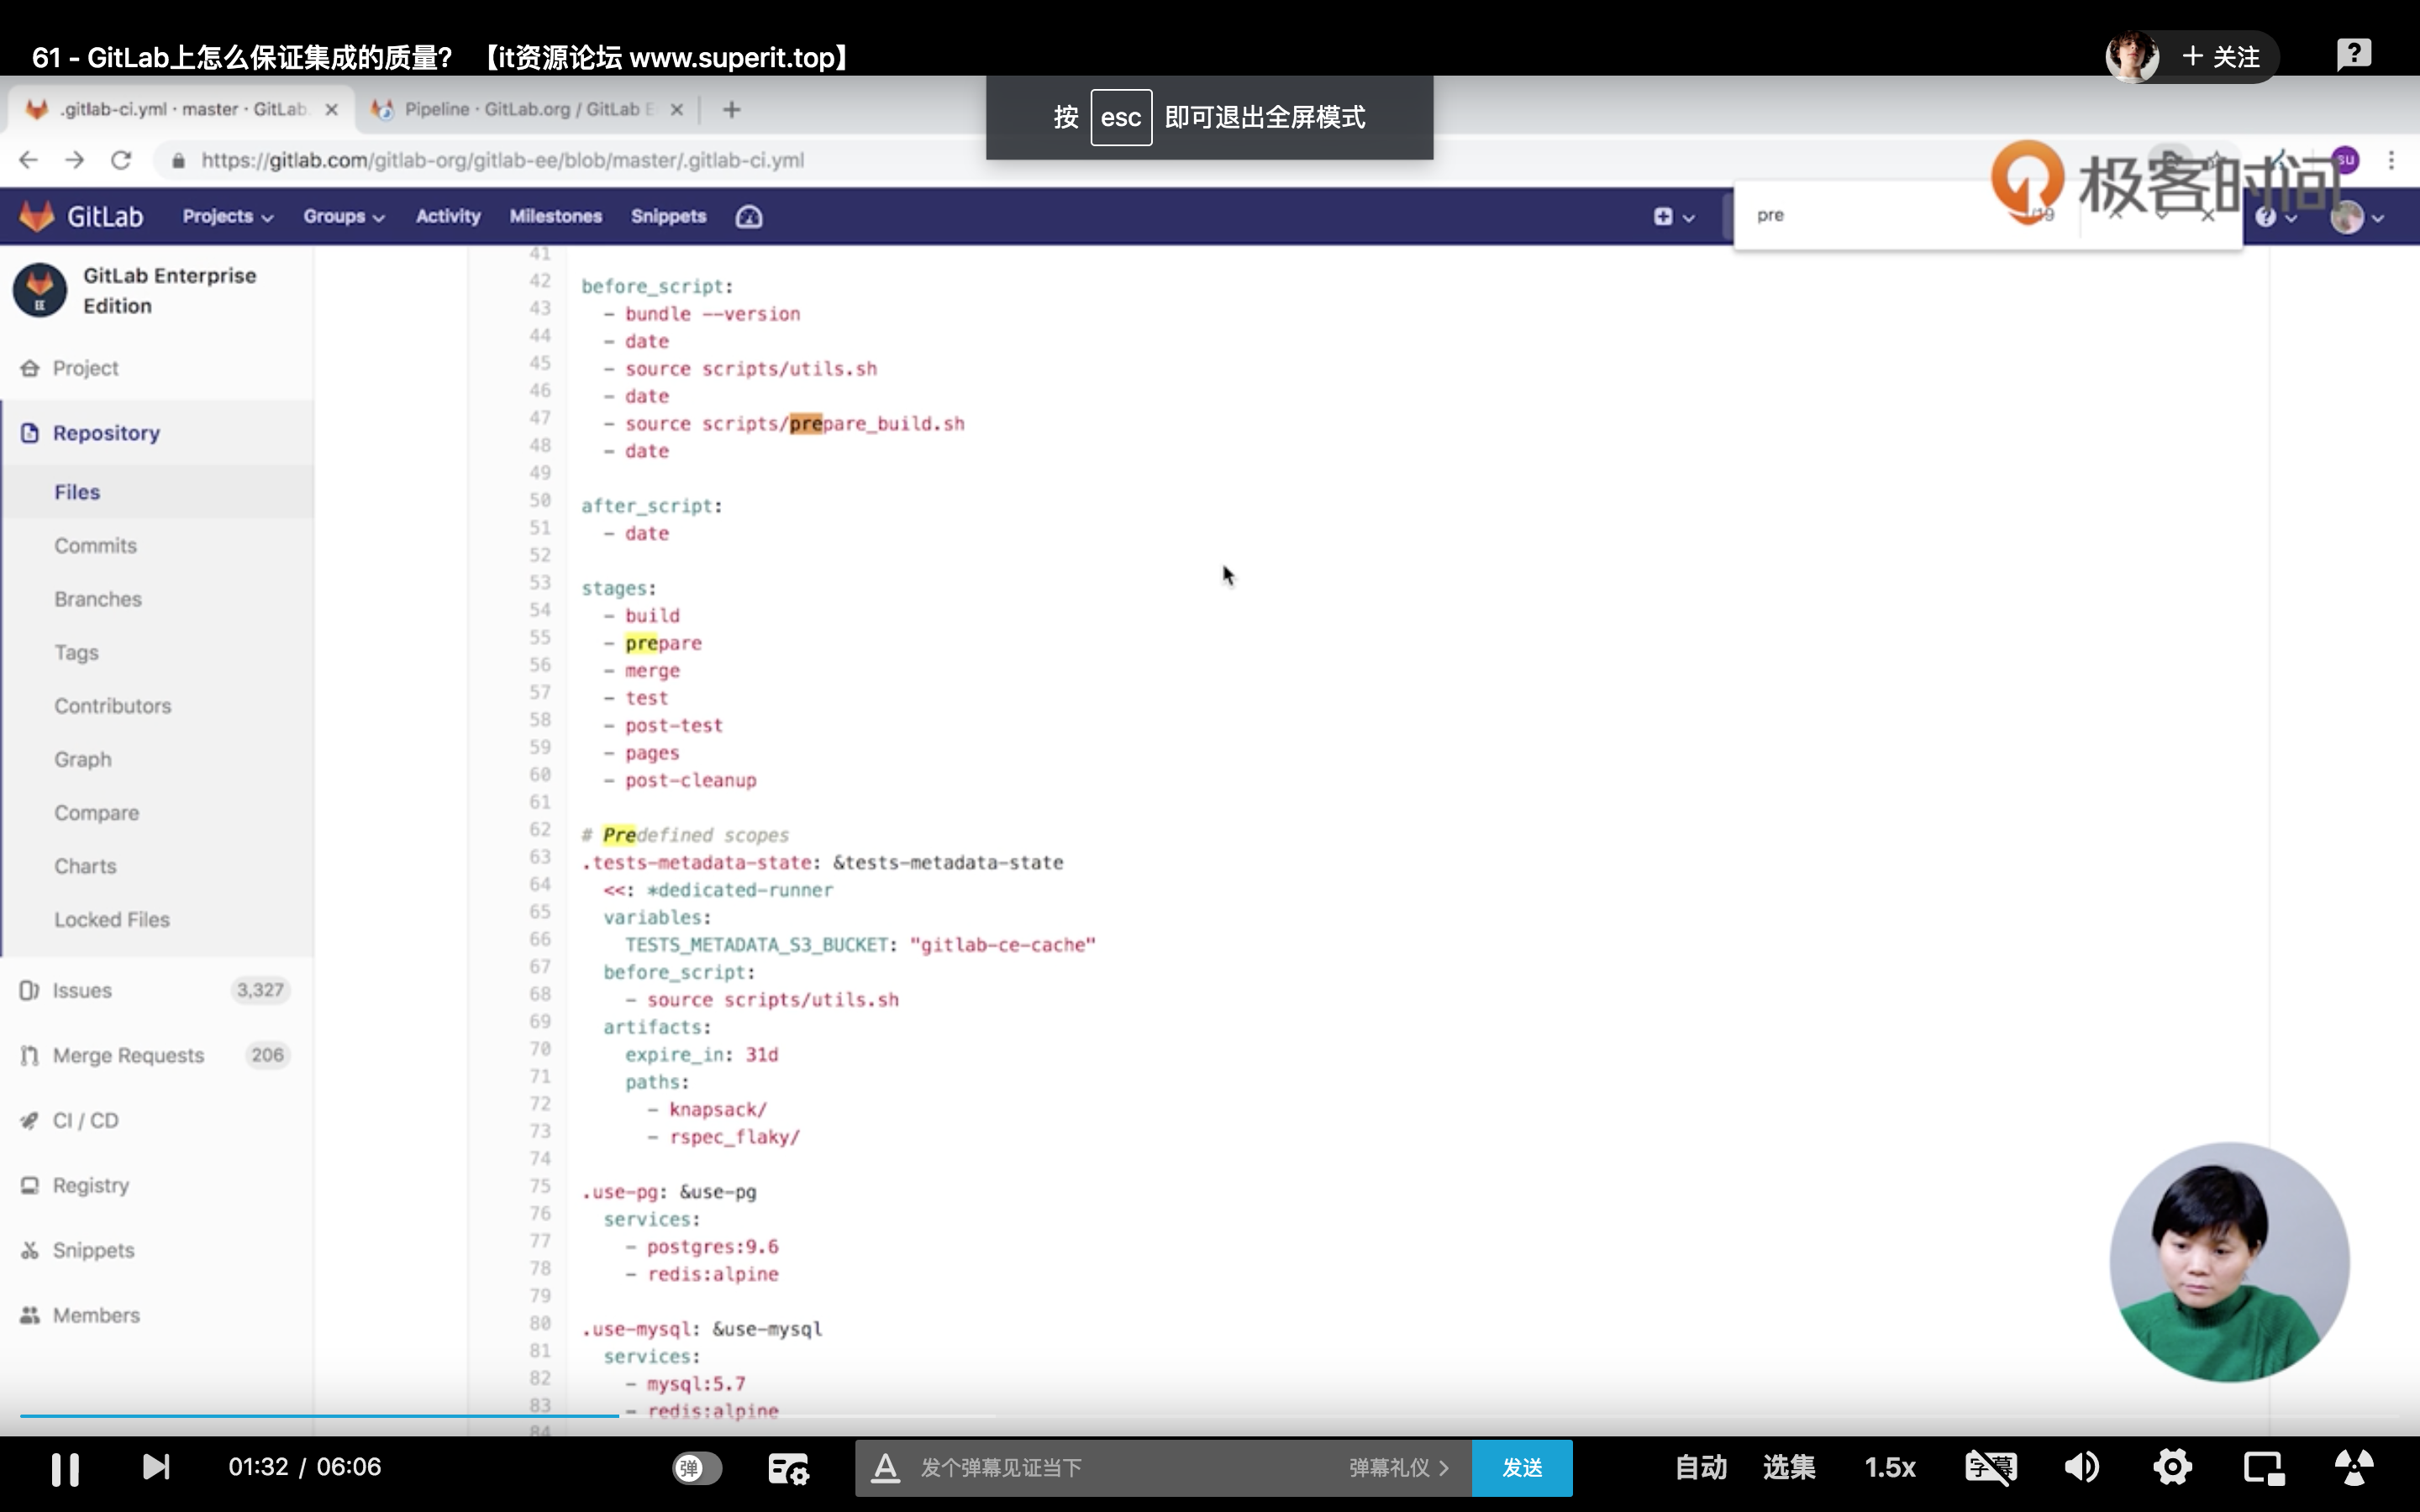 61 - GitLab上怎么保证集成的质量? 【it资源论坛 www.superit.top】
+ 关注
.gitlab-ci.yml · master · GitLab
Pipeline · GitLab.org / GitLab E
按 esc 即可退出全屏模式
https://gitlab.com/gitlab-org/gitlab-ee/blob/master/.gitlab-ci.yml
su
极客时间
GitLab
Projects
Groups
Activity
Milestones
Snippets
pre
/19
GitLab Enterprise
Edition
EE
Project
Repository
Files
Commits
Branches
Tags
Contributors
Graph
Compare
Charts
Locked Files
Issues 3,327
Merge Requests 206
CI / CD
Registry
Snippets
Members
41
42 before_script:
43 - bundle --version
44 - date
45 - source scripts/utils.sh
46 - date
47 - source scripts/prepare_build.sh
48 - date
49
50 after_script:
51 - date
52
53 stages:
54 - build
55 - prepare
56 - merge
57 - test
58 - post-test
59 - pages
60 - post-cleanup
61
62 # Predefined scopes
63 .tests-metadata-state: &tests-metadata-state
64 <<: *dedicated-runner
65 variables:
66 TESTS_METADATA_S3_BUCKET: "gitlab-ce-cache"
67 before_script:
68 - source scripts/utils.sh
69 artifacts:
70 expire_in: 31d
71 paths:
72 - knapsack/
73 - rspec_flaky/
74
75 .use-pg: &use-pg
76 services:
77 - postgres:9.6
78 - redis:alpine
79
80 .use-mysql: &use-mysql
81 services:
82 - mysql:5.7
83 - redis:alpine
84
01:32 / 06:06
弹
发个弹幕见证当下
弹幕礼仪 >
发送
自动
选集
1.5x
字幕